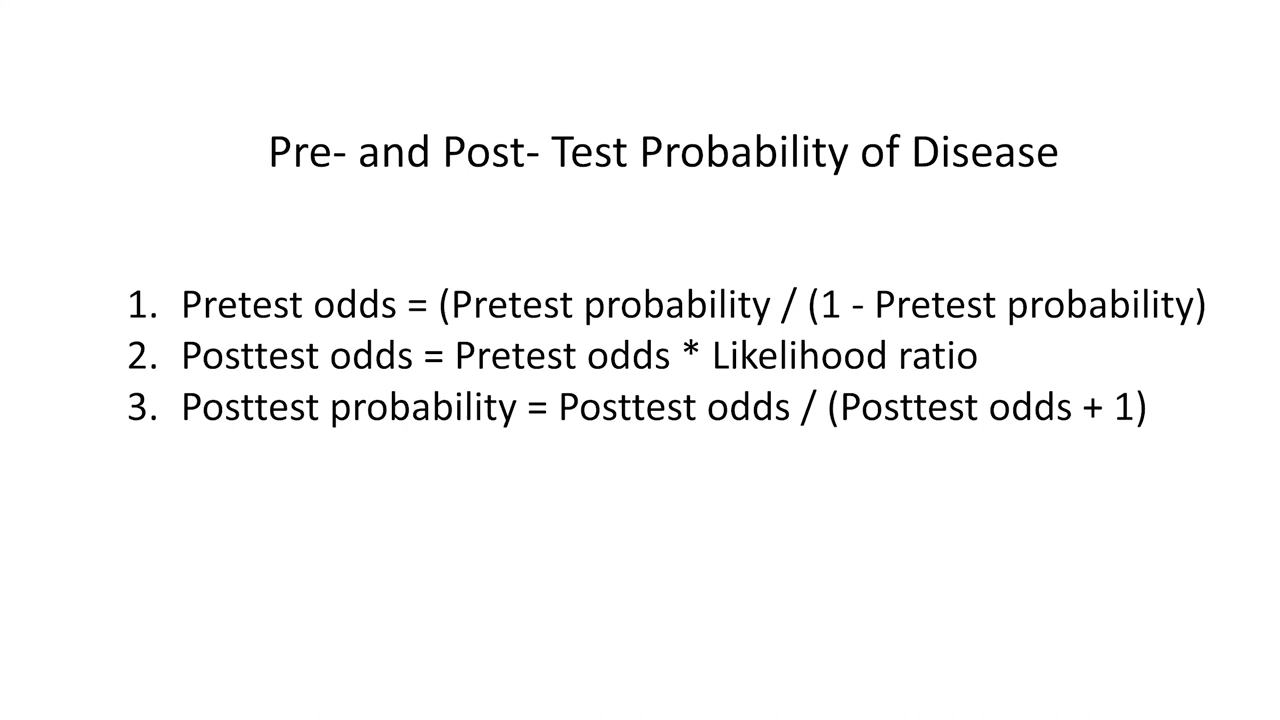 Pre- and Post- Test Probability of Disease
1. Pretest odds = (Pretest probability / (1 - Pretest probability)
2. Posttest odds = Pretest odds * Likelihood ratio
3. Posttest probability = Posttest odds / (Posttest odds + 1)